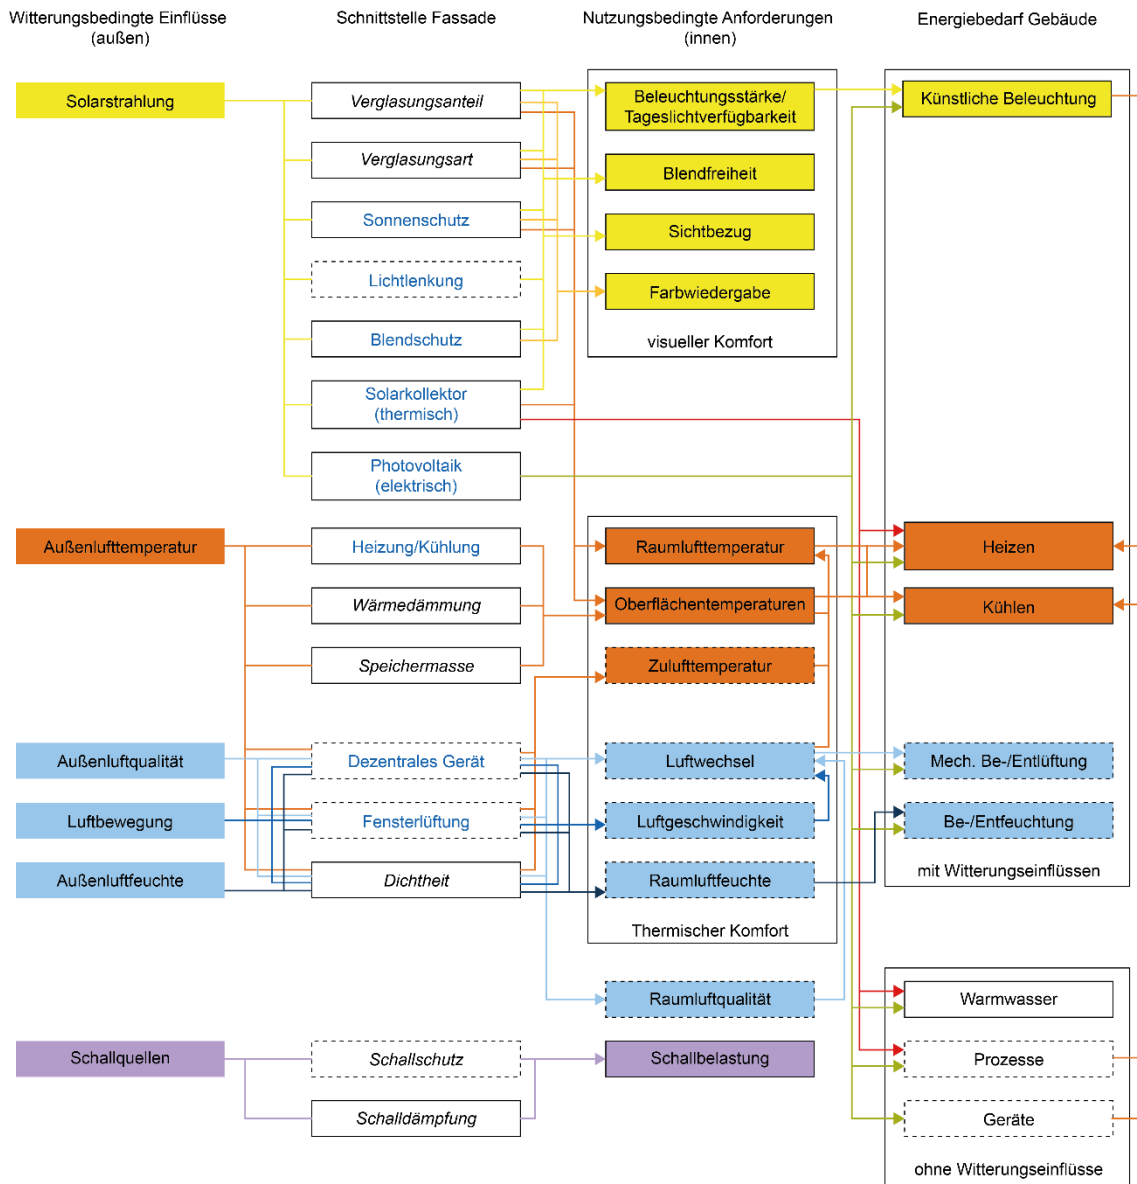 Witterungsbedingte Einflüsse
(außen)
Schnittstelle Fassade
Nutzungsbedingte Anforderungen
(innen)
Energiebedarf Gebäude
Solarstrahlung
Verglasungsanteil
Beleuchtungsstärke/
Tageslichtverfügbarkeit
Künstliche Beleuchtung
Verglasungsart
Blendfreiheit
Sonnenschutz
Sichtbezug
Lichtlenkung
Farbwiedergabe
Blendschutz
visueller Komfort
Solarkollektor
(thermisch)
Photovoltaik
(elektrisch)
Außenlufttemperatur
Heizung/Kühlung
Raumlufttemperatur
Heizen
Wärmedämmung
Oberflächentemperaturen
Kühlen
Speichermasse
Zulufttemperatur
Außenluftqualität
Dezentrales Gerät
Luftwechsel
Mech. Be-/Entlüftung
Luftbewegung
Fensterlüftung
Luftgeschwindigkeit
Be-/Entfeuchtung
Außenluftfeuchte
Dichtheit
Raumluftfeuchte
mit Witterungseinflüssen
Thermischer Komfort
Raumluftqualität
Warmwasser
Schallquellen
Schallschutz
Schallbelastung
Prozesse
Schalldämpfung
Geräte
ohne Witterungseinflüsse